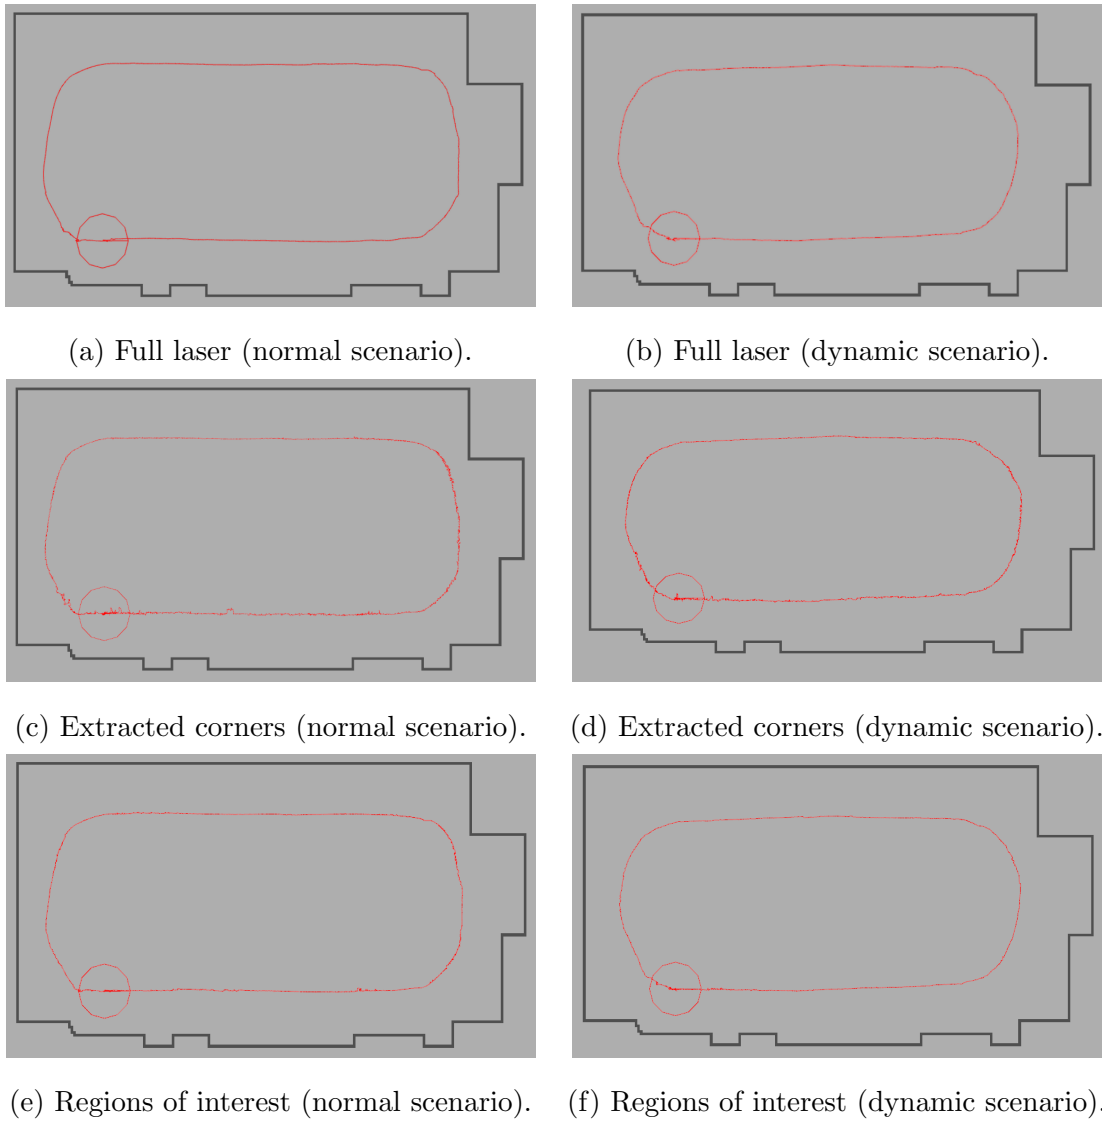 (a) Full laser (normal scenario).
(b) Full laser (dynamic scenario).
(c) Extracted corners (normal scenario).
(d) Extracted corners (dynamic scenario).
(e) Regions of interest (normal scenario).
(f) Regions of interest (dynamic scenario).